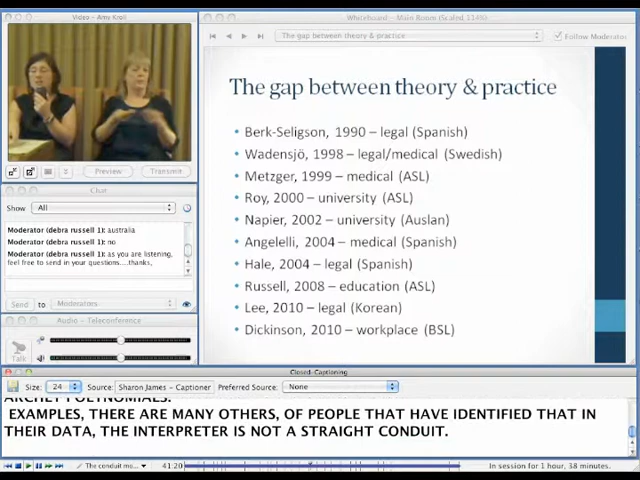 Video - Amy Kroll
Whiteboard - Main Room (Scaled 114%)
The gap between theory & practice
Follow Moderator
The gap between theory & practice
• Berk-Seligson, 1990 – legal (Spanish)
• Wadensjö, 1998 – legal/medical (Swedish)
• Metzger, 1999 – medical (ASL)
• Roy, 2000 – university (ASL)
• Napier, 2002 – university (Auslan)
• Angelelli, 2004 – medical (Spanish)
• Hale, 2004 – legal (Spanish)
• Russell, 2008 – education (ASL)
• Lee, 2010 – legal (Korean)
• Dickinson, 2010 – workplace (BSL)
Preview
Transmit
Chat
Show All
Moderator (debra russell 1): australia
Moderator (debra russell 1): no
Moderator (debra russell 1): as you are listening,
feel free to send in your questions....thanks,
Send to Moderators
Audio - Teleconference
Talk
Closed-Captioning
Size: 24 Source: Sharon James - Captioner Preferred Source: None
EXAMPLES, THERE ARE MANY OTHERS, OF PEOPLE THAT HAVE IDENTIFIED THAT IN
THEIR DATA, THE INTERPRETER IS NOT A STRAIGHT CONDUIT.
The conduit mo...
41:20
In session for 1 hour, 38 minutes.